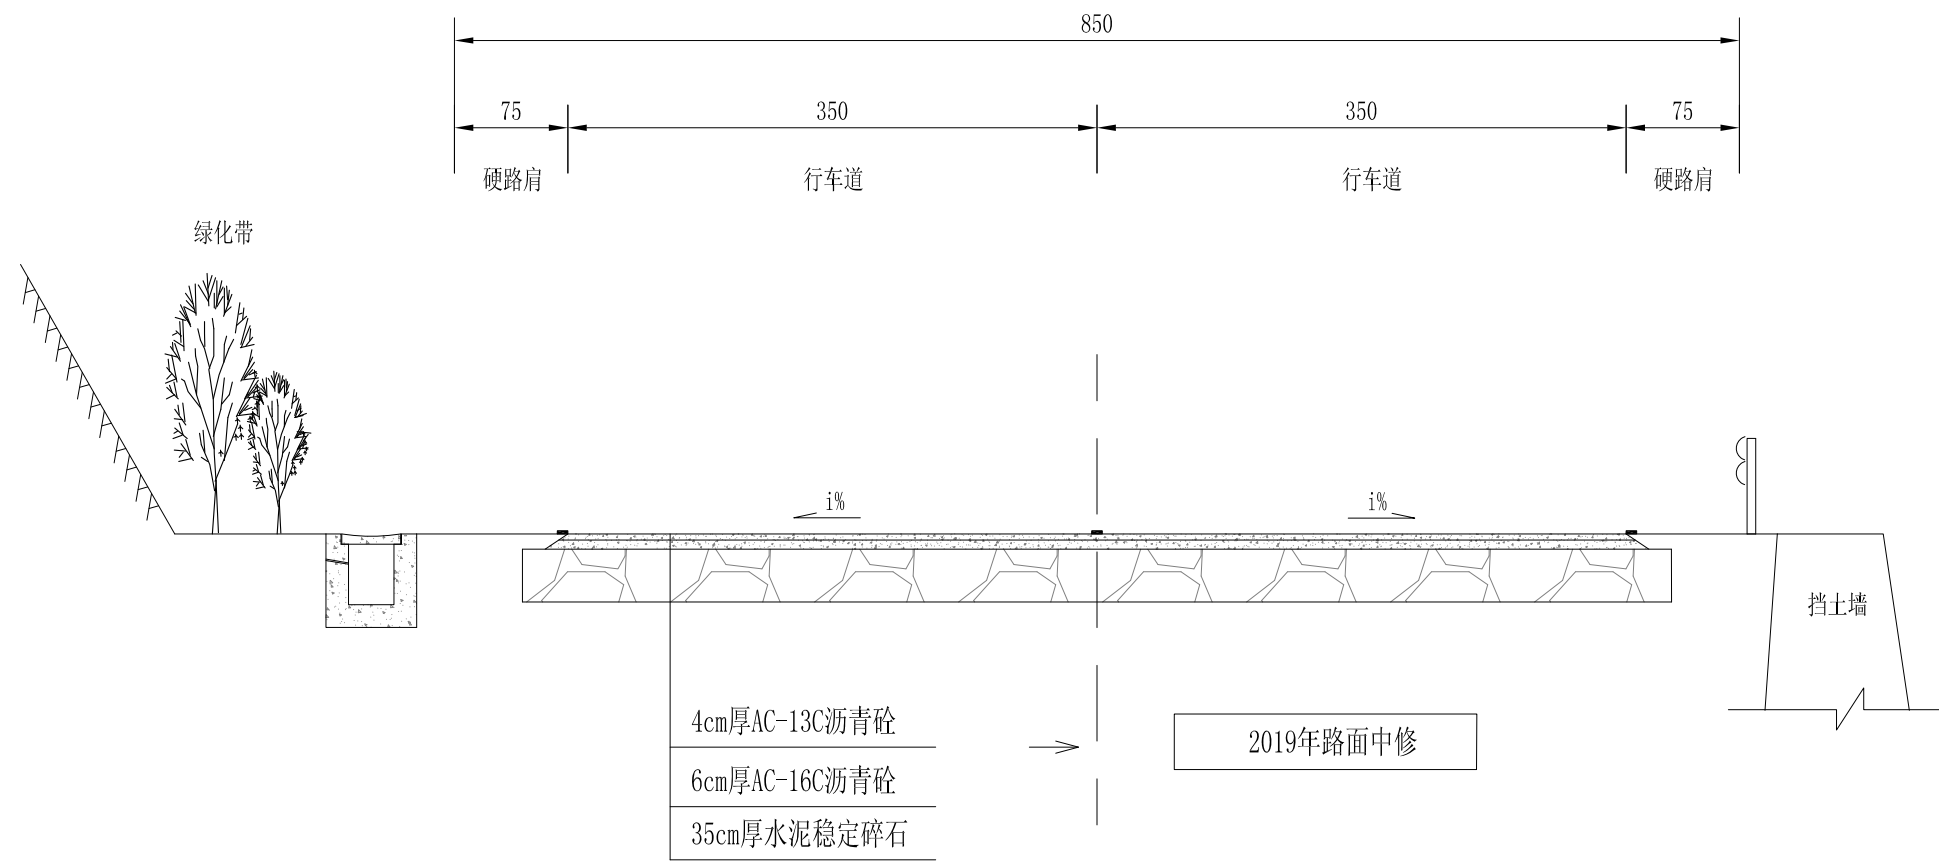 850
75
350
350
75
硬路肩
行车道
行车道
硬路肩
绿化带
i%
i%
挡土墙
4cm厚AC-13C沥青砼
2019年路面中修
6cm厚AC-16C沥青砼
35cm厚水泥稳定碎石